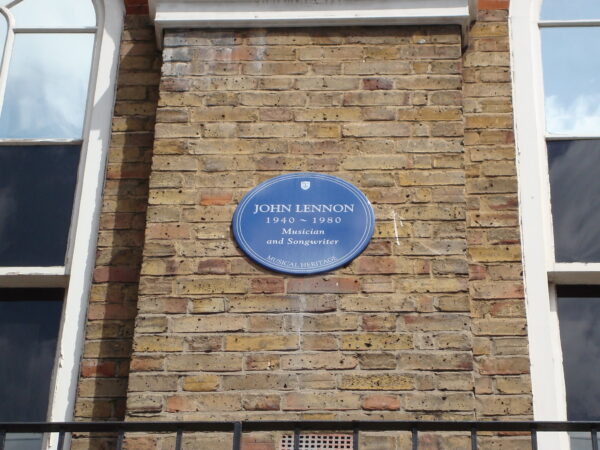 JOHN LENNON
1940 ~ 1980
Musician
and Songwriter
MUSICAL HERITAGE